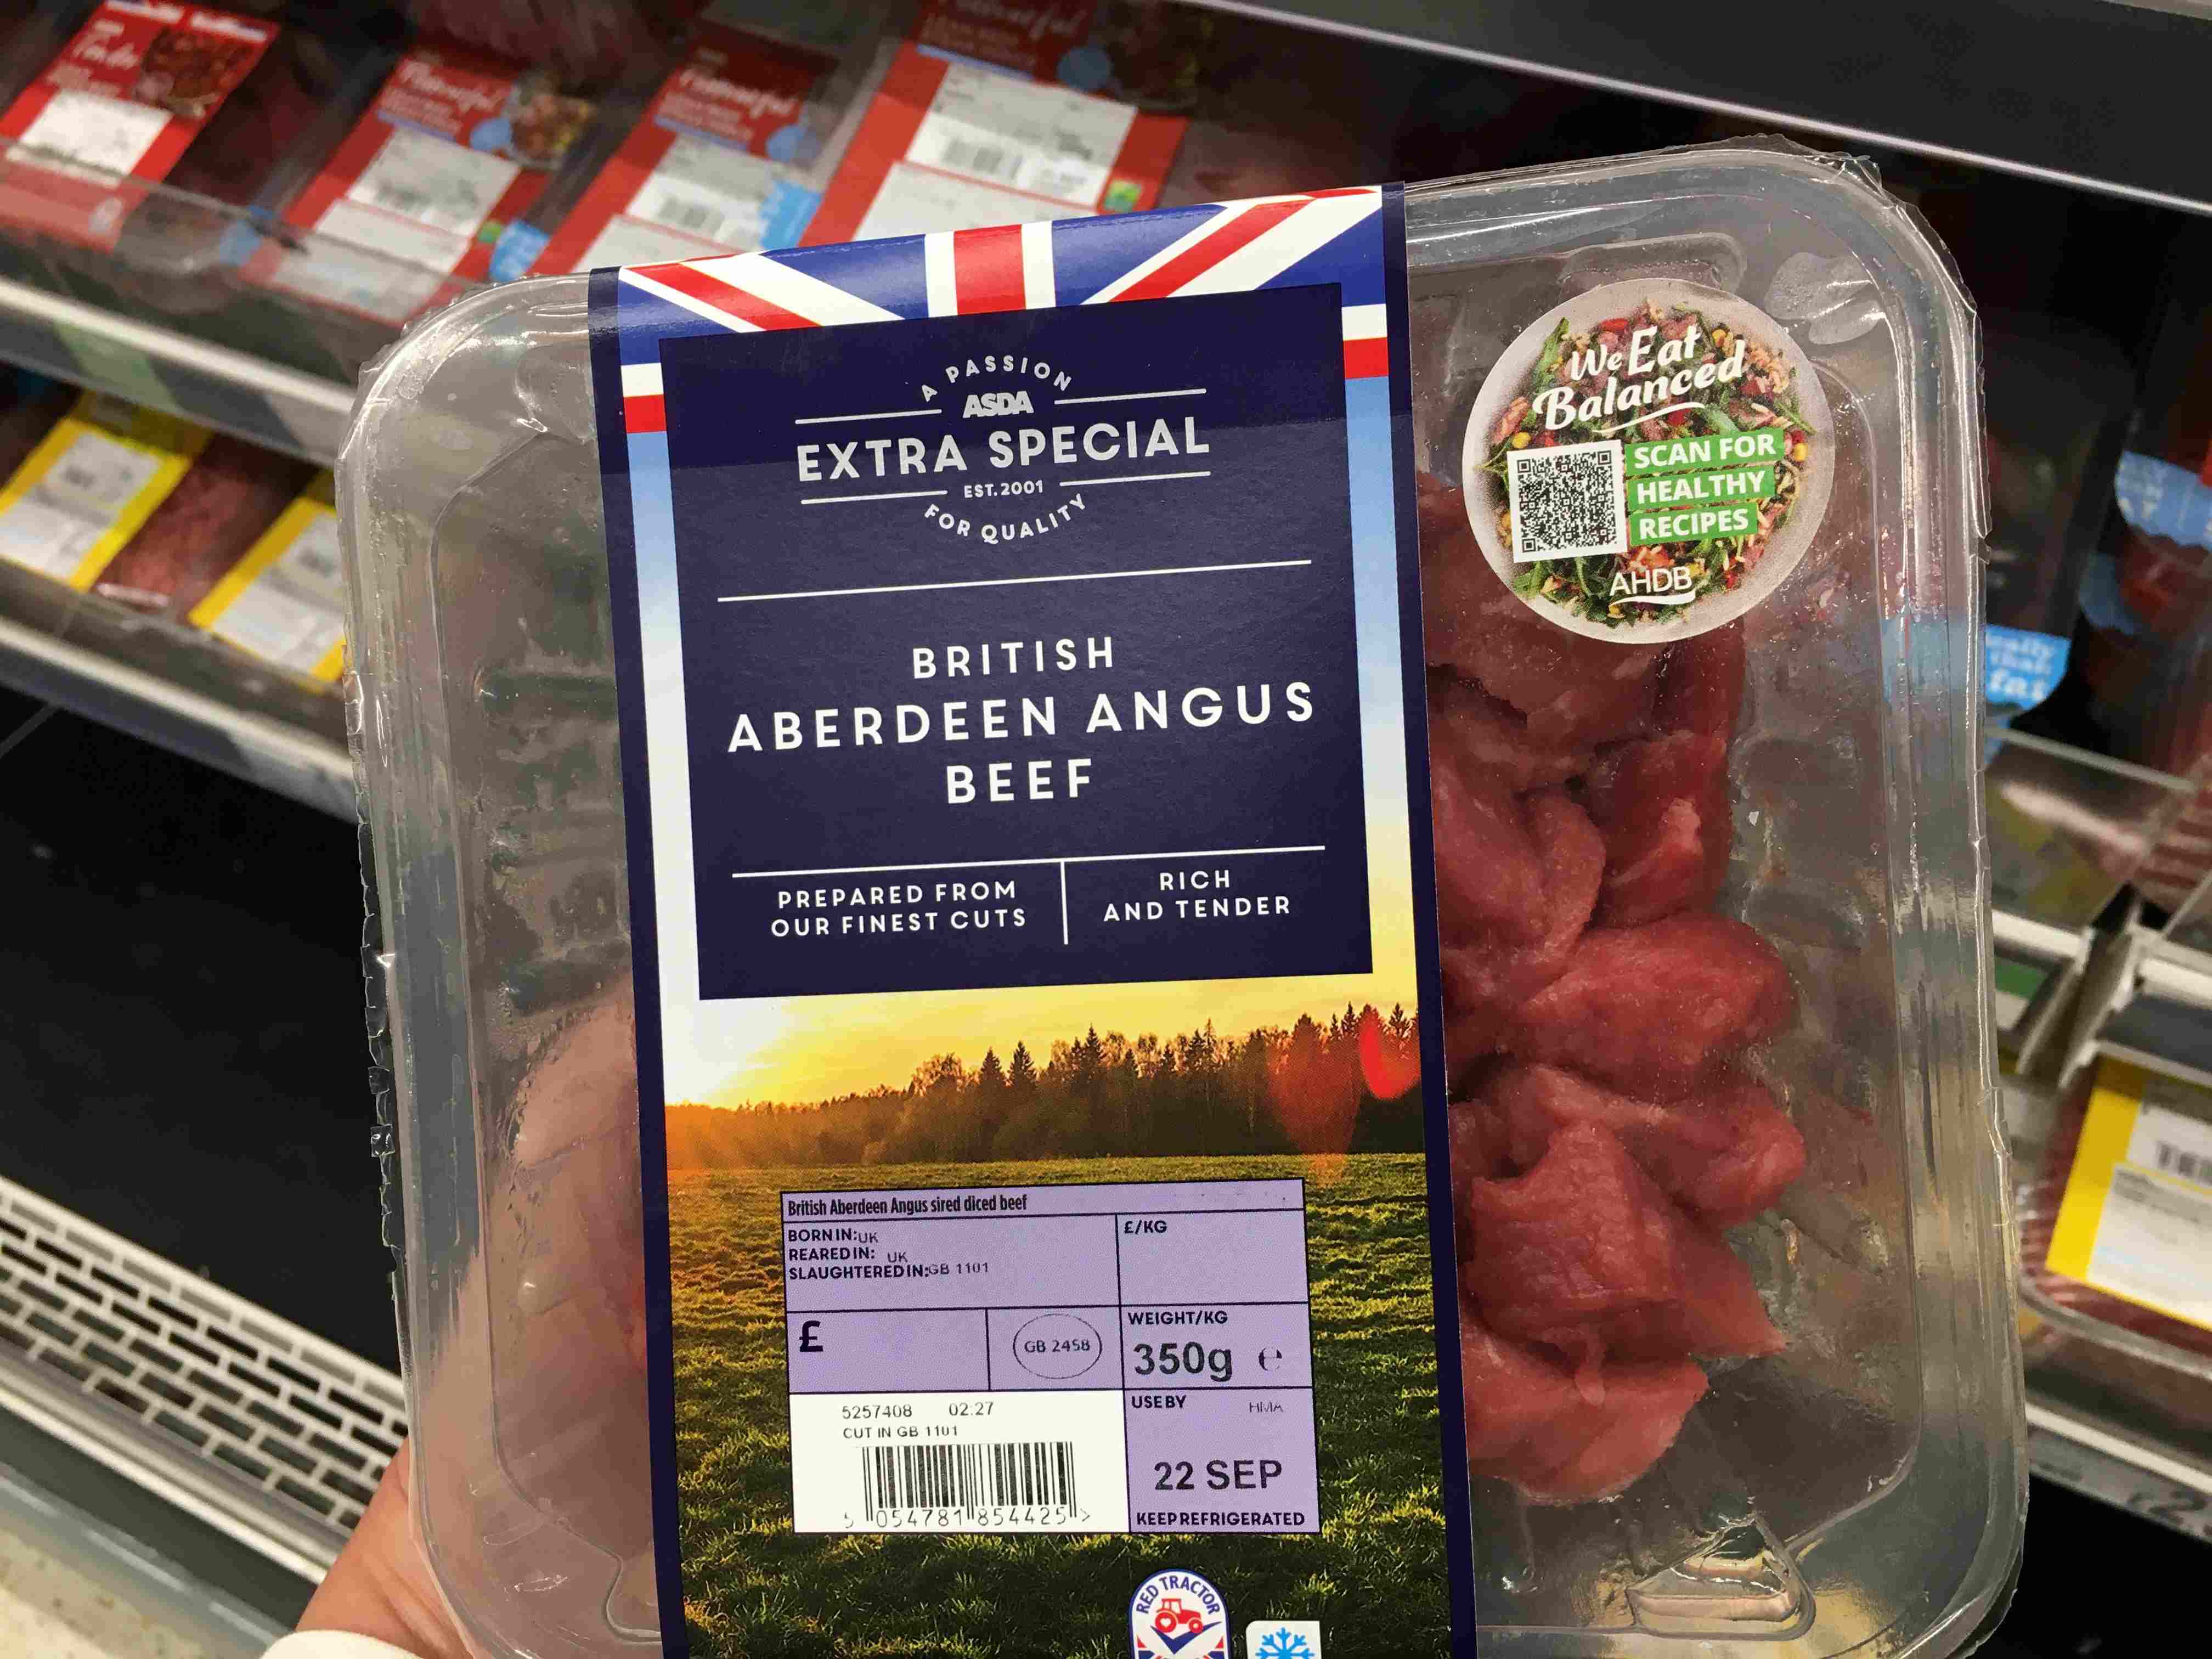 A PASSION
ASDA
EXTRA SPECIAL
EST. 2001
FOR QUALITY
We Eat
Balanced
SCAN FOR
HEALTHY
RECIPES
AHDB
BRITISH
ABERDEEN ANGUS
BEEF
PREPARED FROM
OUR FINEST CUTS
RICH
AND TENDER
British Aberdeen Angus sired diced beef
BORN IN: UK
REARED IN: UK
SLAUGHTERED IN: GB 1101
£/KG
£
GB 2458
WEIGHT/KG
350g e
5257408 02:27
CUT IN GB 1101
USE BY HMA
22 SEP
KEEP REFRIGERATED
5 054781 854425 >
RED TRACTOR